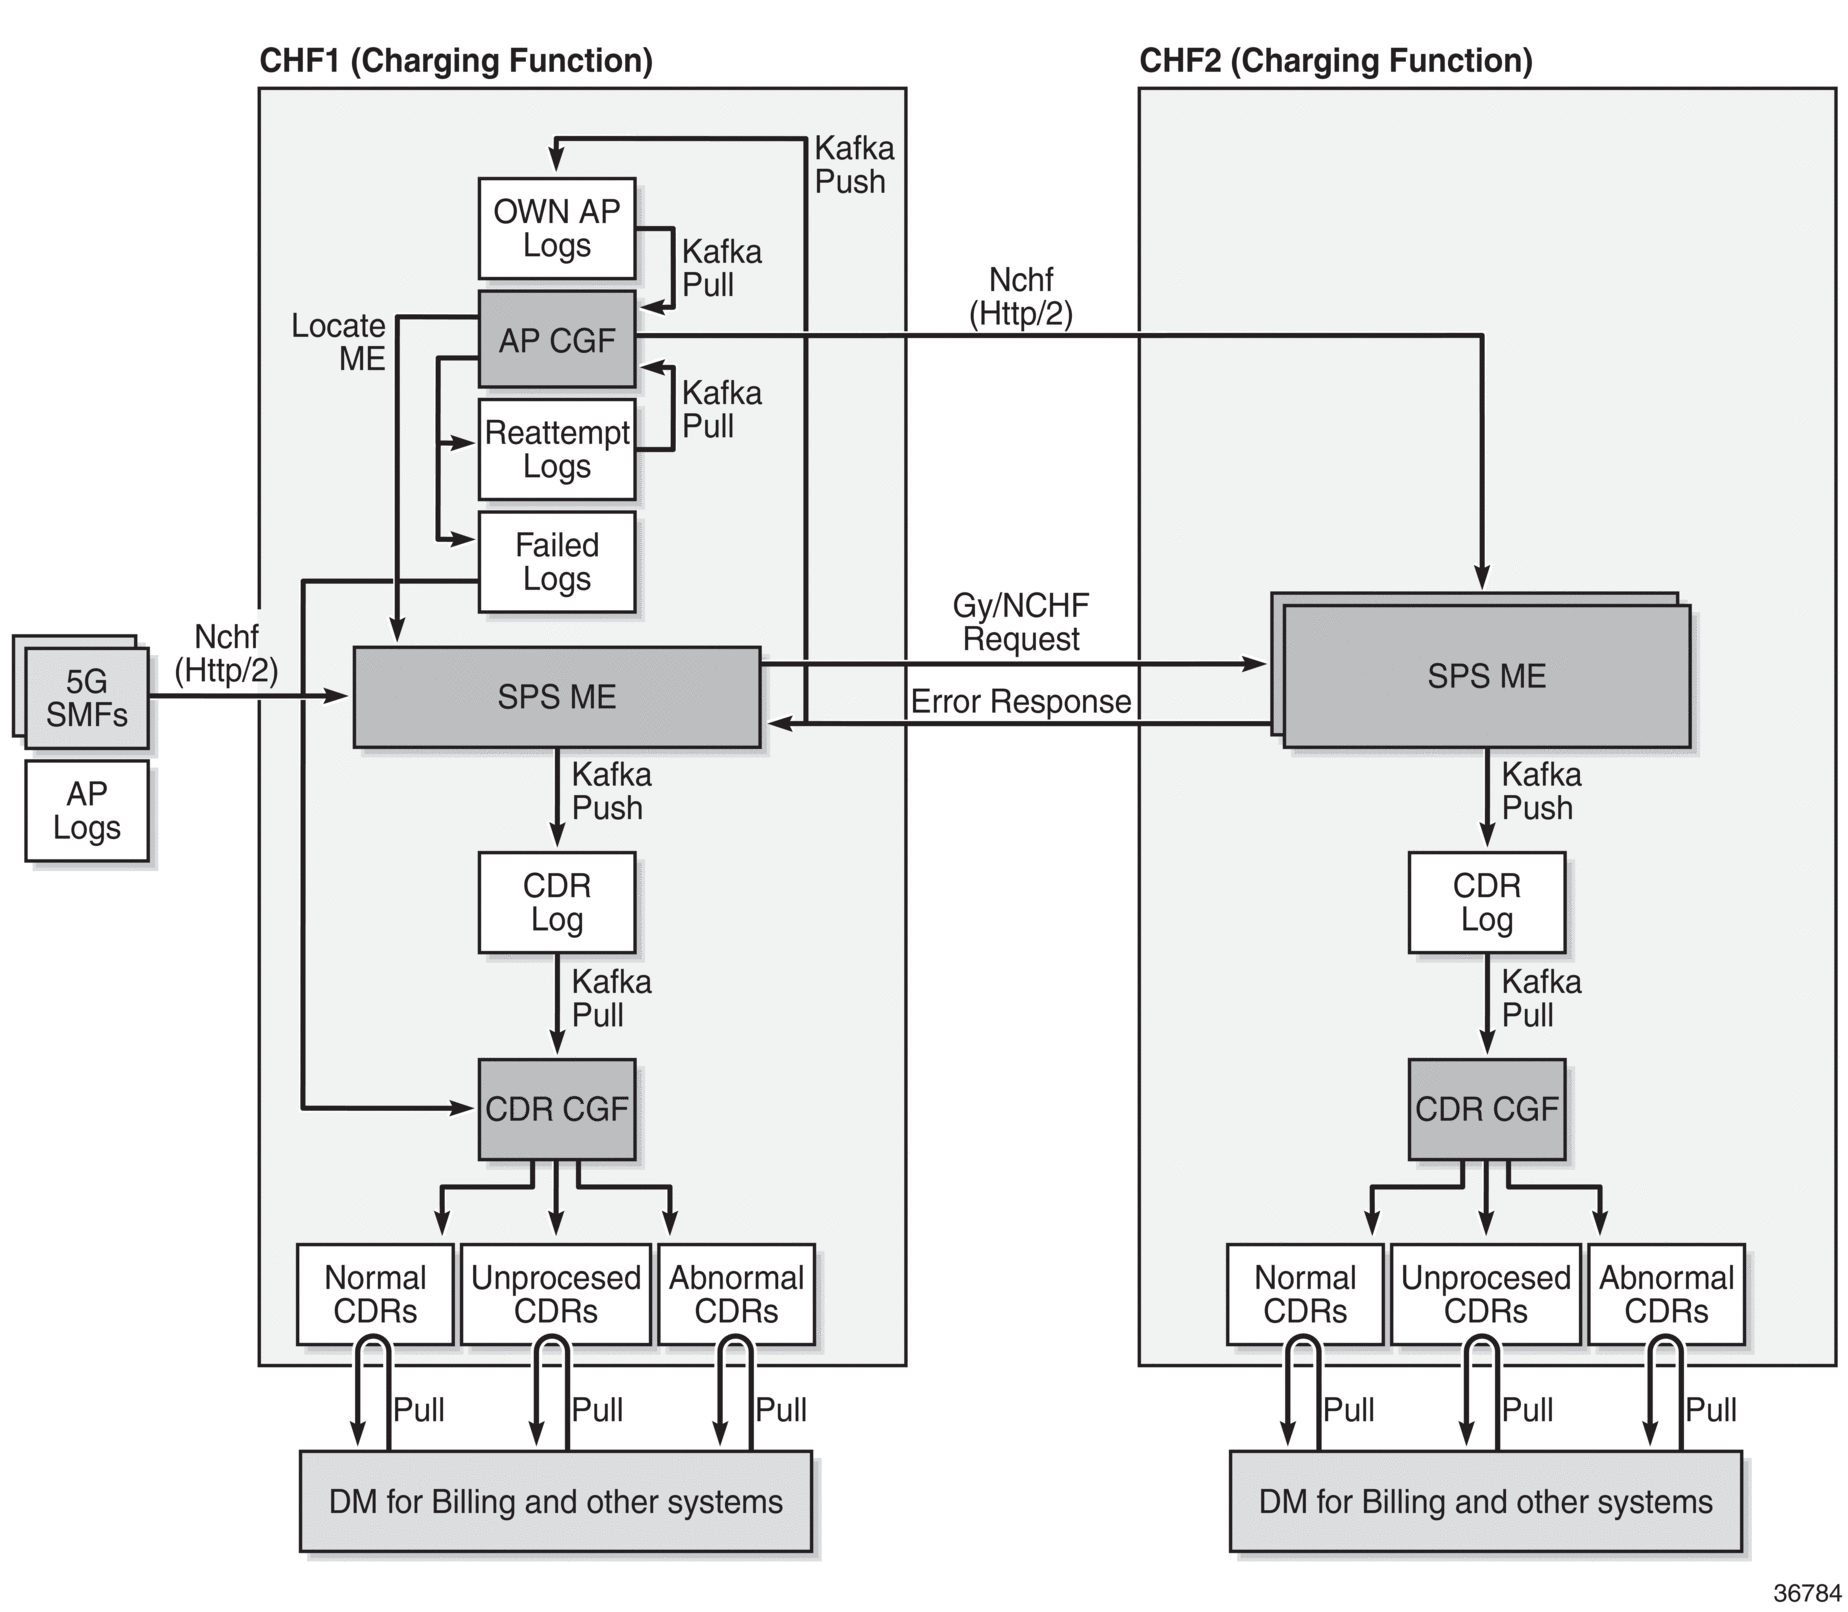 CHF1 (Charging Function)
CHF2 (Charging Function)
Kafka
Push
OWN AP
Logs
Kafka
Pull
Nchf
(Http/2)
Locate
ME
AP CGF
Kafka
Pull
Reattempt
Logs
Failed
Logs
Gy/NCHF
Request
Nchf
(Http/2)
5G
SMFs
SPS ME
Error Response
SPS ME
AP
Logs
Kafka
Push
Kafka
Push
CDR
Log
CDR
Log
Kafka
Pull
Kafka
Pull
CDR CGF
CDR CGF
Normal
CDRs
Unprocesed
CDRs
Abnormal
CDRs
Normal
CDRs
Unprocesed
CDRs
Abnormal
CDRs
Pull
Pull
Pull
Pull
Pull
Pull
DM for Billing and other systems
DM for Billing and other systems
36784